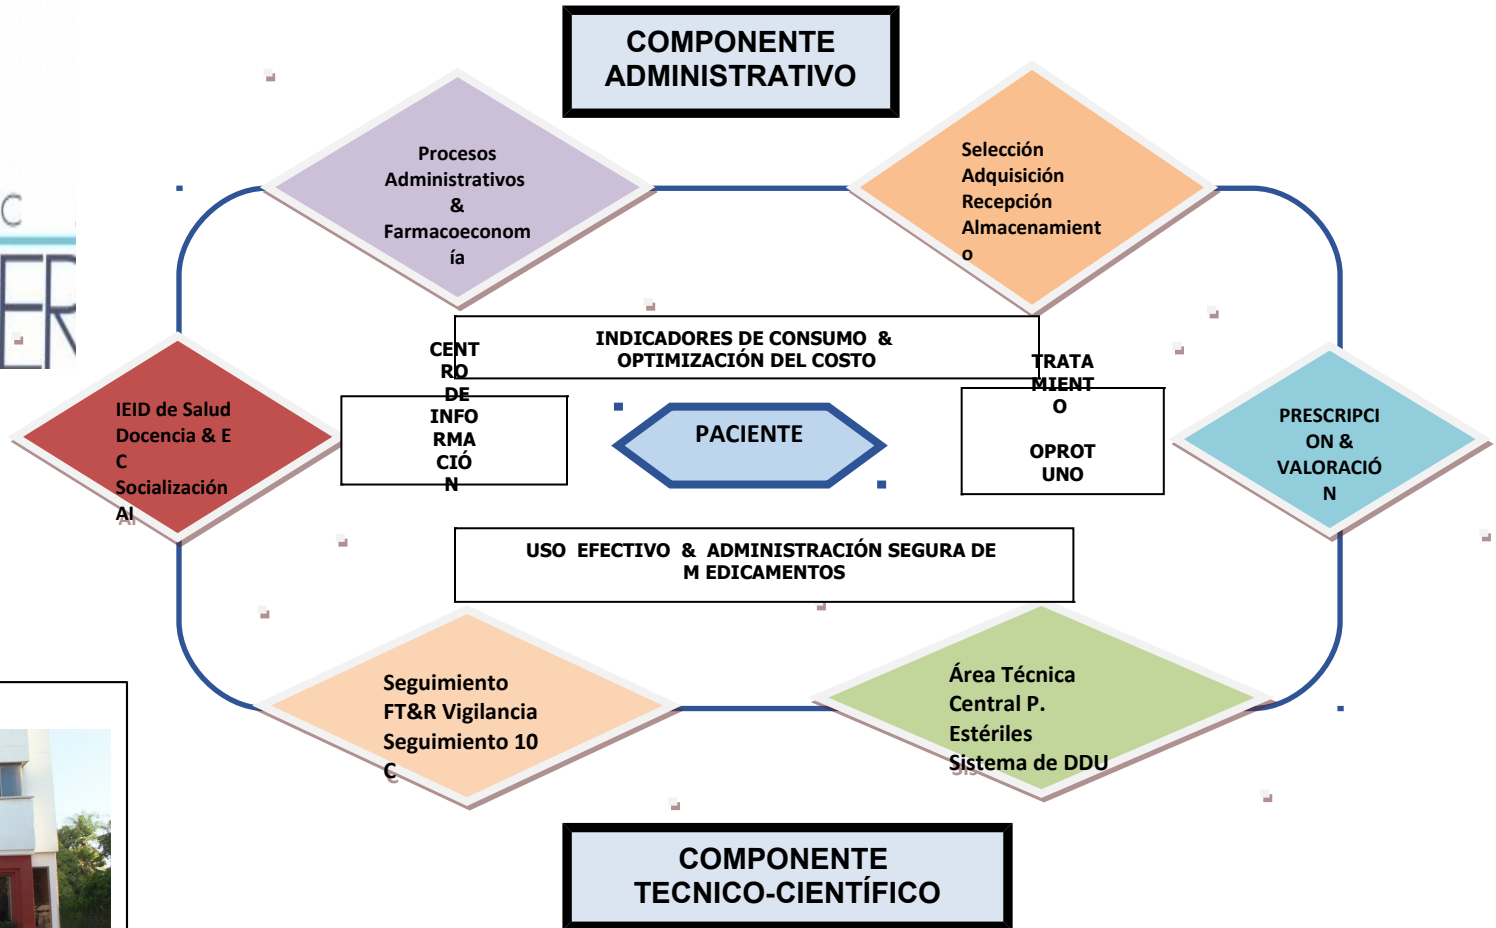 COMPONENTE
ADMINISTRATIVO
C
ER
Procesos
Administrativos
&
Farmacoeconom
ía
Selección
Adquisición
Recepción
Almacenamient
o
INDICADORES DE CONSUMO &
OPTIMIZACIÓN DEL COSTO
IEID de Salud
Docencia & E
C
Socialización
AI
CENT
RO
DE
INFO
RMA
CIÓ
N
PACIENTE
TRATA
MIENT
O
OPROT
UNO
PRESCRIPCI
ON &
VALORACIÓ
N
USO EFECTIVO & ADMINISTRACIÓN SEGURA DE
M EDICAMENTOS
Seguimiento
FT&R Vigilancia
Seguimiento 10
C
Área Técnica
Central P.
Estériles
Sistema de DDU
COMPONENTE
TECNICO-CIENTÍFICO